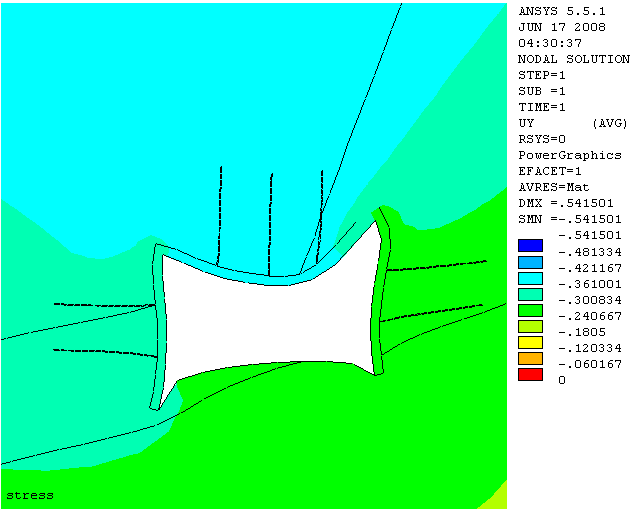 ANSYS 5.5.1
JUN 17 2008
04:30:37
NODAL SOLUTION
STEP=1
SUB =1
TIME=1
UY (AVG)
RSYS=0
PowerGraphics
EFACET=1
AVRES=Mat
DMX =.541501
SMN =-.541501
-.541501
-.481334
-.421167
-.361001
-.300834
-.240667
-.1805
-.120334
-.060167
0
stress